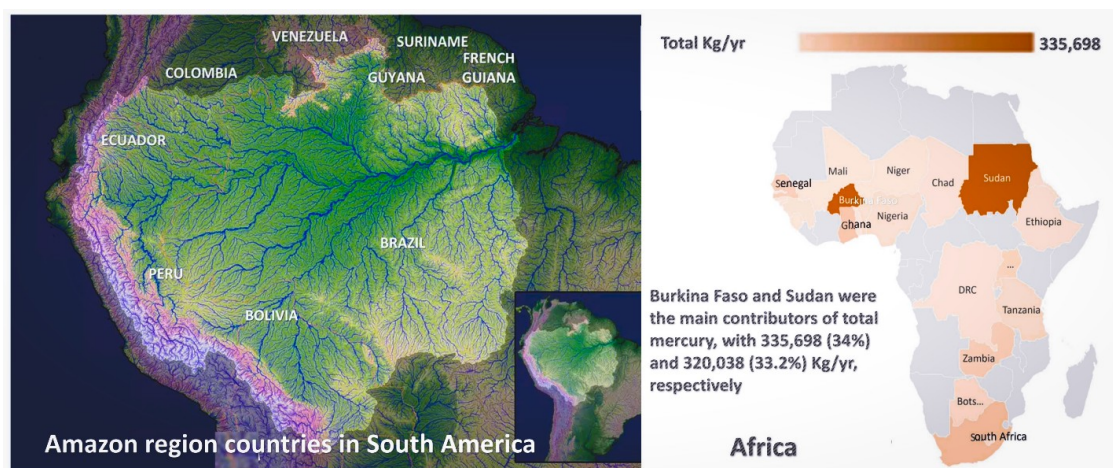 VENEZUELA
SURINAME
FRENCH
GUIANA
GUYANA
COLOMBIA
ECUADOR
BRAZIL
PERU
BOLIVIA
Amazon region countries in South America
Total Kg/yr
335,698
Mali
Niger
Chad
Sudan
Senegal
Burkina Faso
Nigeria
Ghana
Ethiopia
...
DRC
Tanzania
Zambia
Bots...
South Africa
Burkina Faso and Sudan were
the main contributors of total
mercury, with 335,698 (34%)
and 320,038 (33.2%) Kg/yr,
respectively
Africa